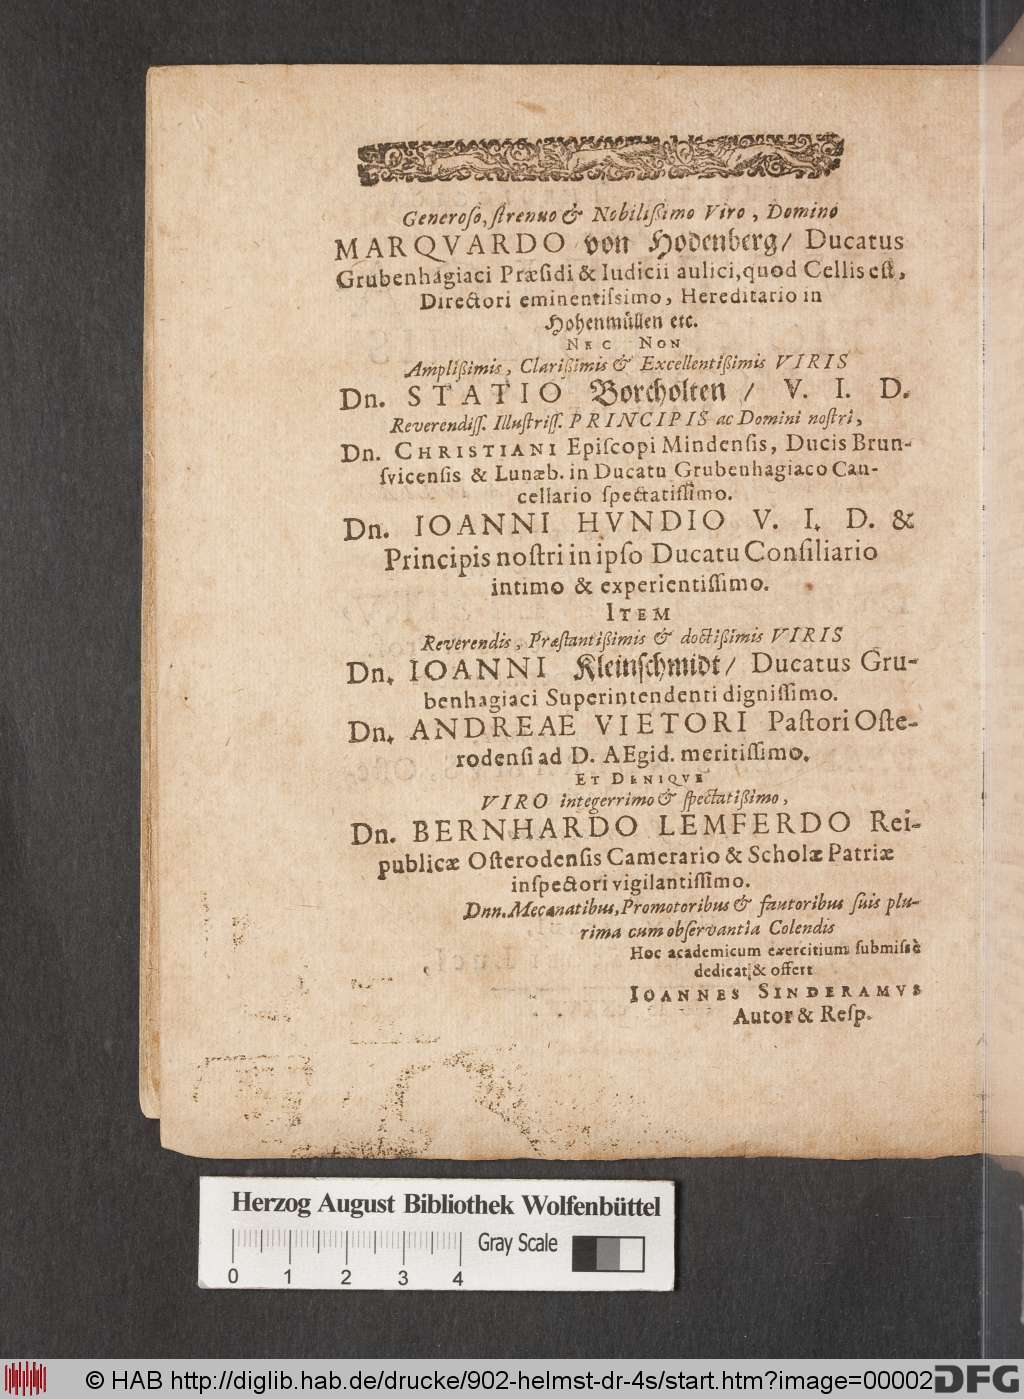 Generoſo, ſtrenuo & Nobilißimo Viro, Domino
MARQVARDO von Hodenberg/ Ducatus
Grubenhagiaci Præſidi & Iudicii aulici, quod Cellis eſt,
Directori eminentiſsimo, Hereditario in
Hohenmüllen etc.
NEC NON
Amplißimis, Clarißimis & Excellentißimis VIRIS
Dn. STATIO Borcholten / V. I. D.
Reverendiſſ. Illuſtriſſ. PRINCIPIS ac Domini noſtri,
Dn. CHRISTIANI Epiſcopi Mindenſis, Ducis Brun-
ſvicenſis & Lunæb. in Ducatu Grubenhagiaco Can-
cellario ſpectatiſſimo.
Dn. IOANNI HVNDIO V. I. D. &
Principis noſtri in ipſo Ducatu Conſiliario
intimo & experientiſſimo.
ITEM
Reverendis, Præſtantißimis & doctißimis VIRIS
Dn. IOANNI Kleinſchmidt/ Ducatus Gru-
benhagiaci Superintendenti digniſſimo.
Dn. ANDREAE VIETORI Paſtori Oſte-
rodenſi ad D. AEgid. meritiſſimo.
ET DENIQVE
VIRO integerrimo & ſpectatißimo,
Dn. BERNHARDO LEMFERDO Rei-
publicæ Oſterodenſis Camerario & Scholæ Patriæ
inſpectori vigilantiſſimo.
Dnn. Mecænatibus, Promotoribus & fautoribus ſuis plu-
rima cum obſervantia Colendis
Hoc academicum exercitium ſubmiſsè
dedicat & offert
IOANNES SINDERAMVS
Autor & Reſp.
Herzog August Bibliothek Wolfenbüttel
Gray Scale
0 1 2 3 4
© HAB http://diglib.hab.de/drucke/902-helmst-dr-4s/start.htm?image=00002 DFG